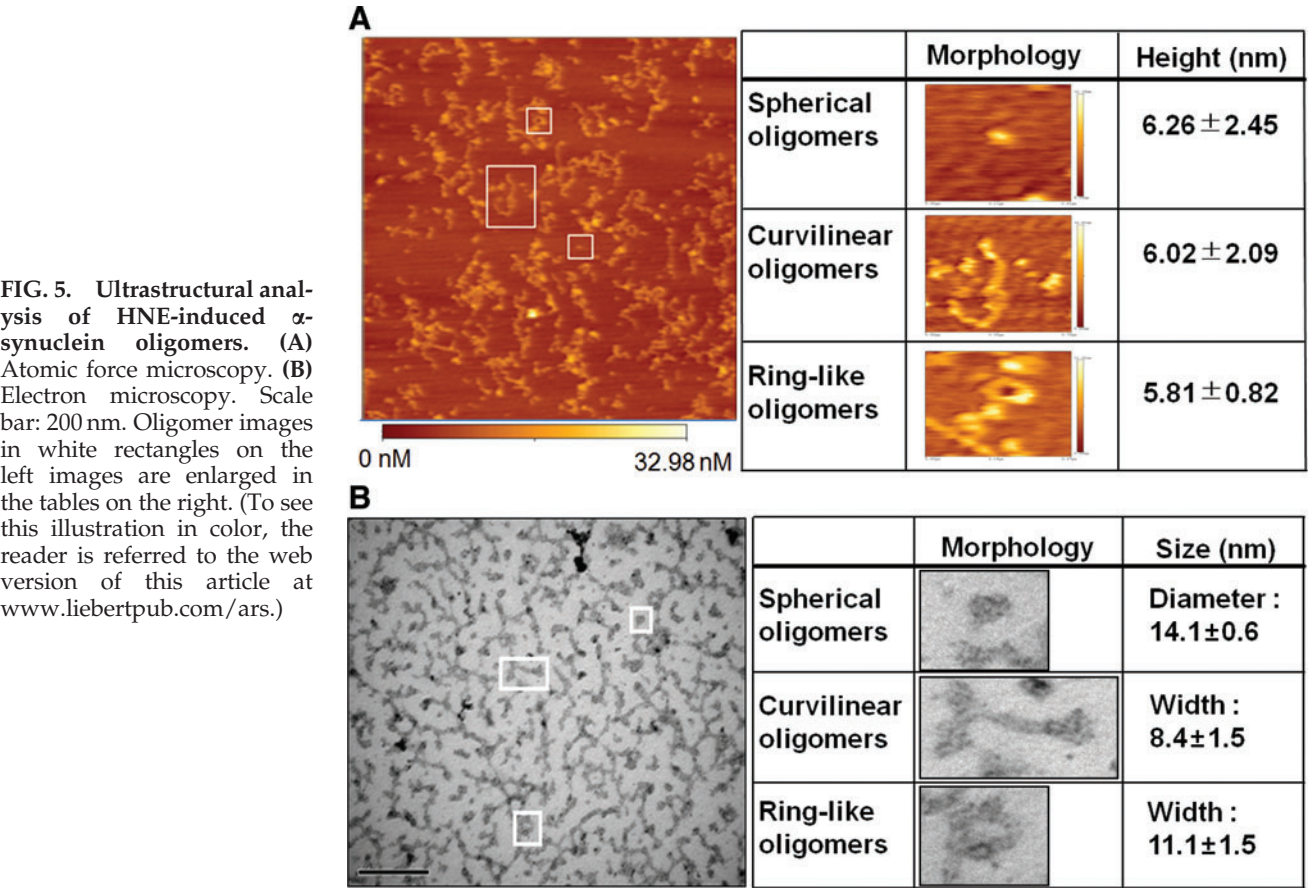 FIG. 5. Ultrastructural anal-
ysis of HNE-induced α-
synuclein oligomers. (A)
Atomic force microscopy. (B)
Electron microscopy. Scale
bar: 200 nm. Oligomer images
in white rectangles on the
left images are enlarged in
the tables on the right. (To see
this illustration in color, the
reader is referred to the web
version of this article at
www.liebertpub.com/ars.)
A
Morphology Height (nm)
Spherical
oligomers
6.26±2.45
Curvilinear
oligomers
6.02±2.09
Ring-like
oligomers
5.81±0.82
0 nM 32.98 nM
B
Morphology Size (nm)
Spherical
oligomers
Diameter :
14.1±0.6
Curvilinear
oligomers
Width :
8.4±1.5
Ring-like
oligomers
Width :
11.1±1.5